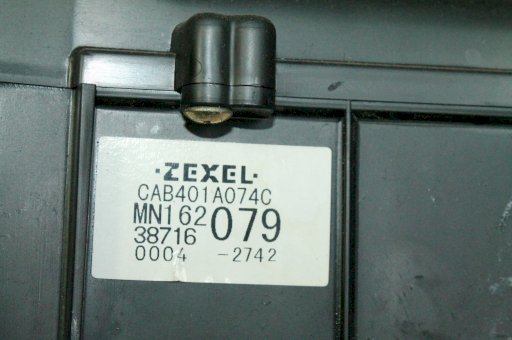 ·ZEXEL·
CAB401A074C
MN162 079
38716
0004 -2742